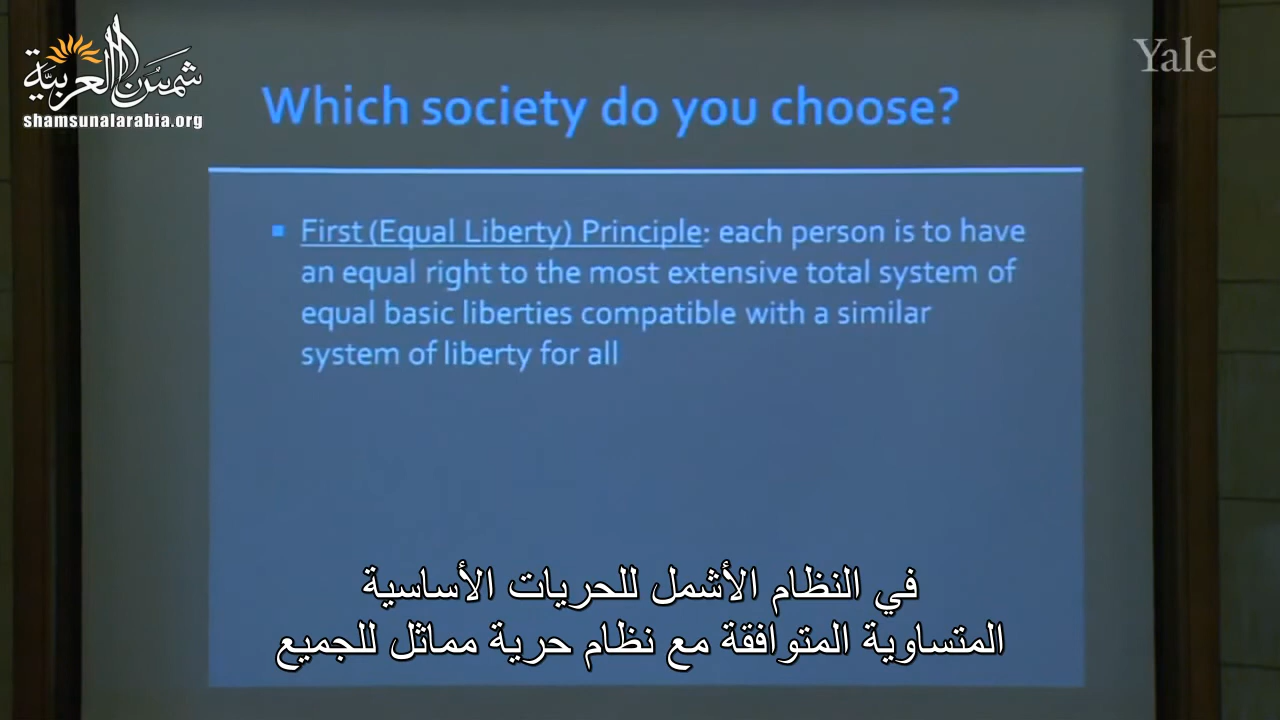 شمس العربية
shamsunalarabia.org
Yale
Which society do you choose?
▪ First (Equal Liberty) Principle: each person is to have
an equal right to the most extensive total system of
equal basic liberties compatible with a similar
system of liberty for all
في النظام الأشمل للحريات الأساسية
المتساوية المتوافقة مع نظام حرية مماثل للجميع